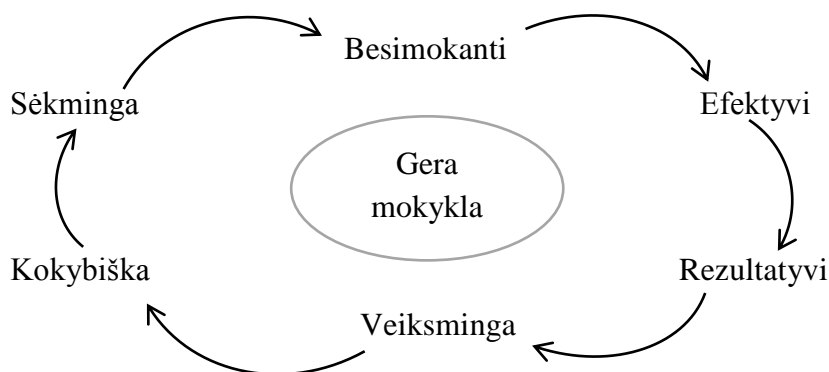 Besimokanti
Sėkminga
Efektyvi
Gera
mokykla
Kokybiška
Rezultatyvi
Veiksminga